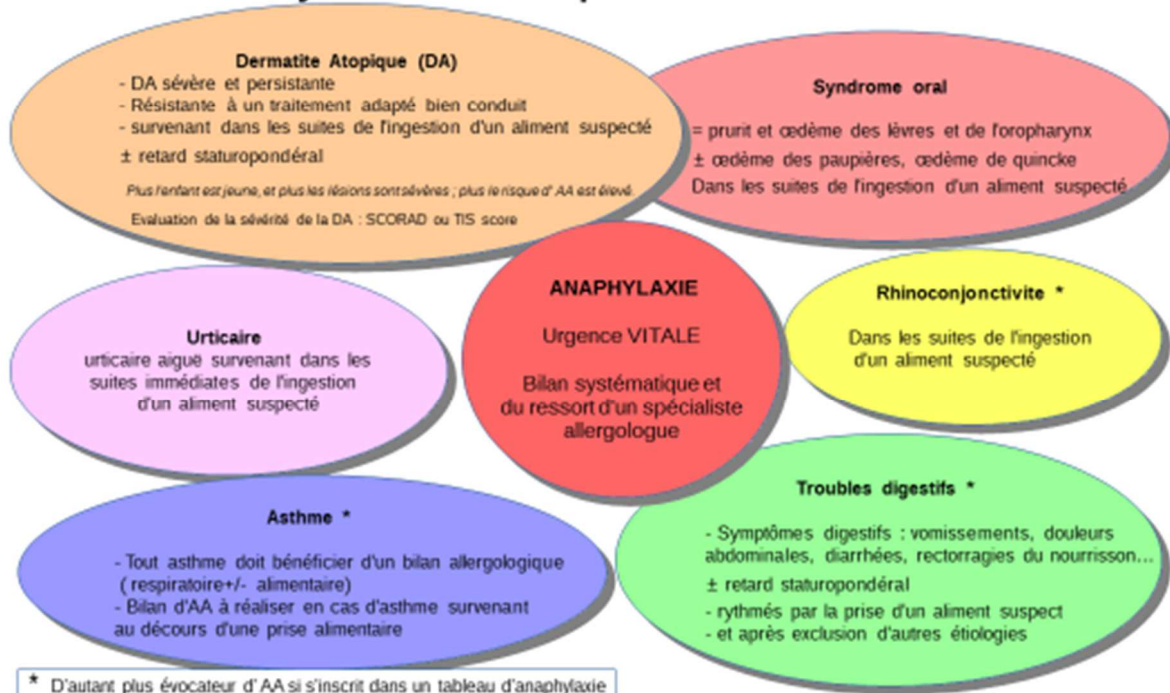 Dermatite Atopique (DA)
- DA sévère et persistante
- Résistante à un traitement adapté bien conduit
- survenant dans les suites de l'ingestion d'un aliment suspecté
± retard staturopondéral
Plus l'enfant est jeune, et plus les lésions sont sévères ; plus le risque d' AA est élevé.
Evaluation de la sévérité de la DA : SCORAD ou TIS score
Syndrome oral
= prurit et œdème des lèvres et de l'oropharynx
± œdème des paupières, œdème de quincke
Dans les suites de l'ingestion d'un aliment suspecté
ANAPHYLAXIE
Urgence VITALE
Bilan systématique et
du ressort d'un spécialiste
allergologue
Urticaire
urticaire aiguë survenant dans les
suites immédiates de l'ingestion
d'un aliment suspecté
Rhinoconjonctivite *
Dans les suites de l'ingestion
d'un aliment suspecté
Asthme *
- Tout asthme doit bénéficier d'un bilan allergologique
( respiratoire+/- alimentaire)
- Bilan d'AA à réaliser en cas d'asthme survenant
au décours d'une prise alimentaire
Troubles digestifs *
- Symptômes digestifs : vomissements, douleurs
abdominales, diarrhées, rectorragies du nourrisson...
± retard staturopondéral
- rythmés par la prise d'un aliment suspect
- et après exclusion d'autres étiologies
* D'autant plus évocateur d' AA si s'inscrit dans un tableau d'anaphylaxie